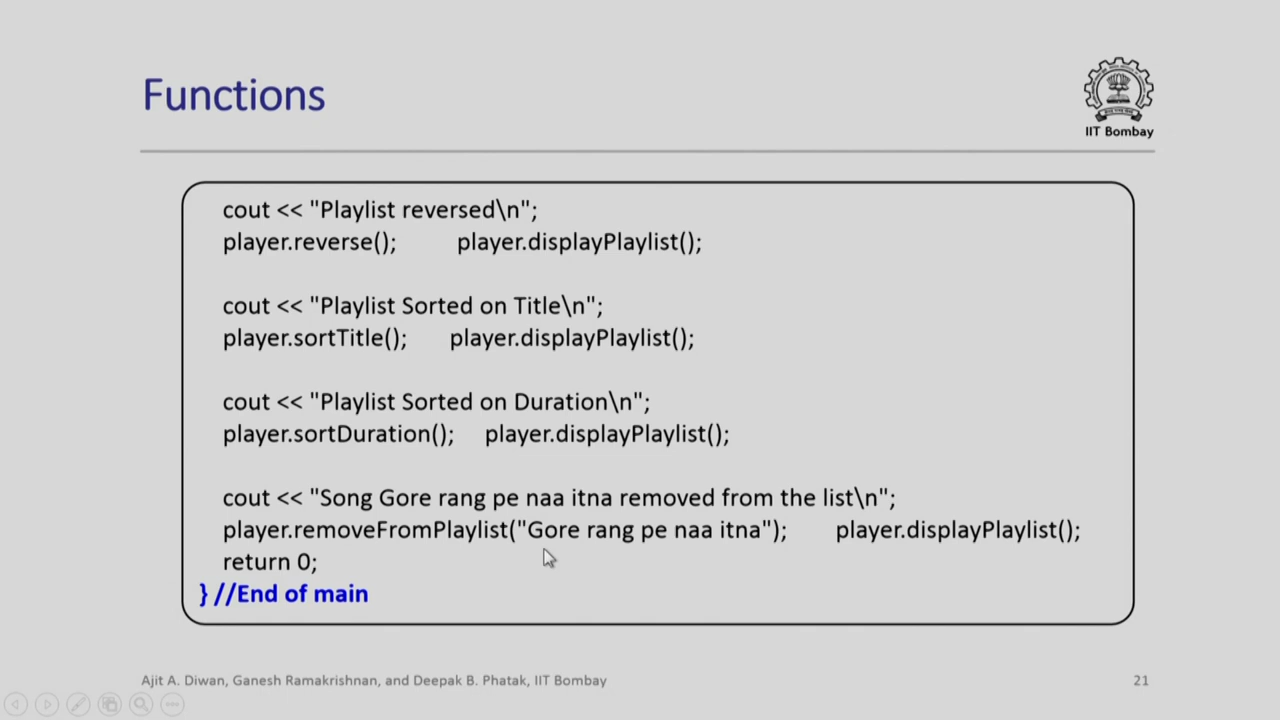 Functions
IIT Bombay
cout << "Playlist reversed\n";
player.reverse(); player.displayPlaylist();
cout << "Playlist Sorted on Title\n";
player.sortTitle(); player.displayPlaylist();
cout << "Playlist Sorted on Duration\n";
player.sortDuration(); player.displayPlaylist();
cout << "Song Gore rang pe naa itna removed from the list\n";
player.removeFromPlaylist("Gore rang pe naa itna"); player.displayPlaylist();
return 0;
} //End of main
Ajit A. Diwan, Ganesh Ramakrishnan, and Deepak B. Phatak, IIT Bombay
21